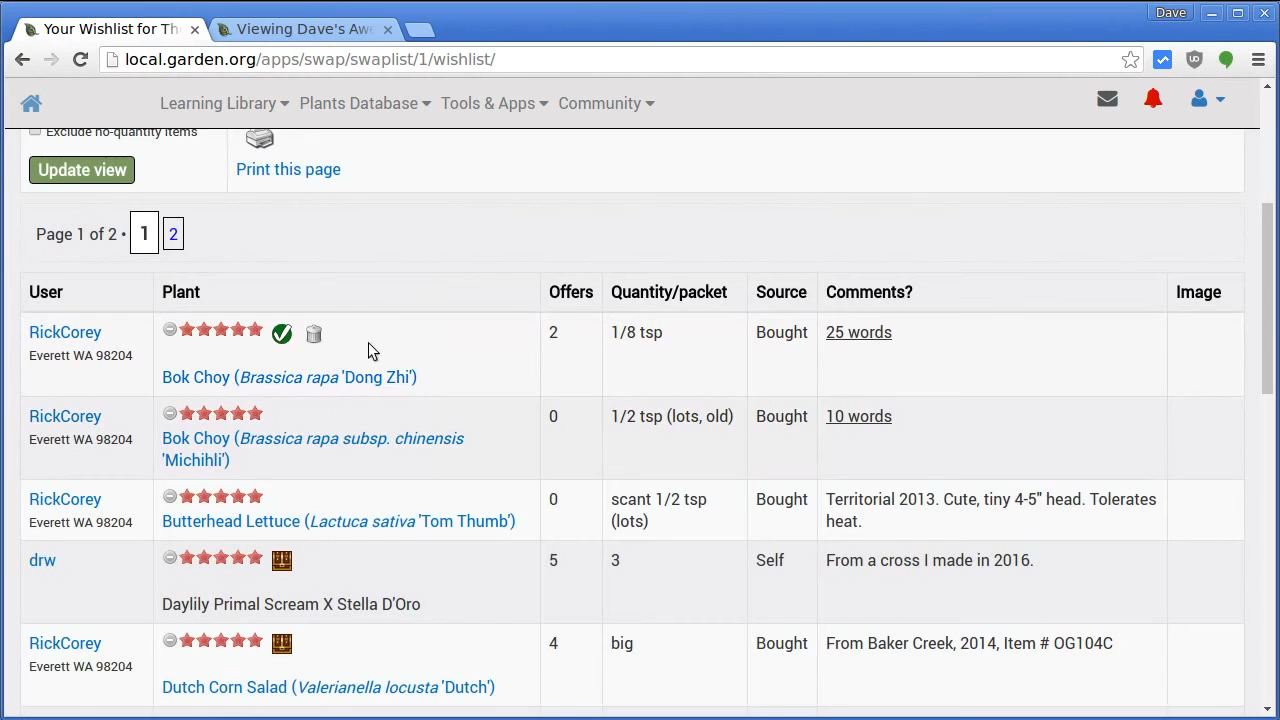 Dave
Your Wishlist for Th
Viewing Dave's Aw
local.garden.org/apps/swap/swaplist/1/wishlist/
Learning Library Plants Database Tools & Apps Community
Exclude no-quantity items
Update view
Print this page
Page 1 of 2 • 1 2
User Plant Offers Quantity/packet Source Comments? Image
RickCorey 2 1/8 tsp Bought 25 words
Everett WA 98204
Bok Choy (Brassica rapa 'Dong Zhi')
RickCorey 0 1/2 tsp (lots, old) Bought 10 words
Everett WA 98204 Bok Choy (Brassica rapa subsp. chinensis
'Michihli')
RickCorey 0 scant 1/2 tsp Bought Territorial 2013. Cute, tiny 4-5" head. Tolerates
Everett WA 98204 Butterhead Lettuce (Lactuca sativa 'Tom Thumb') (lots) heat.
drw 5 3 Self From a cross I made in 2016.
Daylily Primal Scream X Stella D'Oro
RickCorey 4 big Bought From Baker Creek, 2014, Item # OG104C
Everett WA 98204
Dutch Corn Salad (Valerianella locusta 'Dutch')